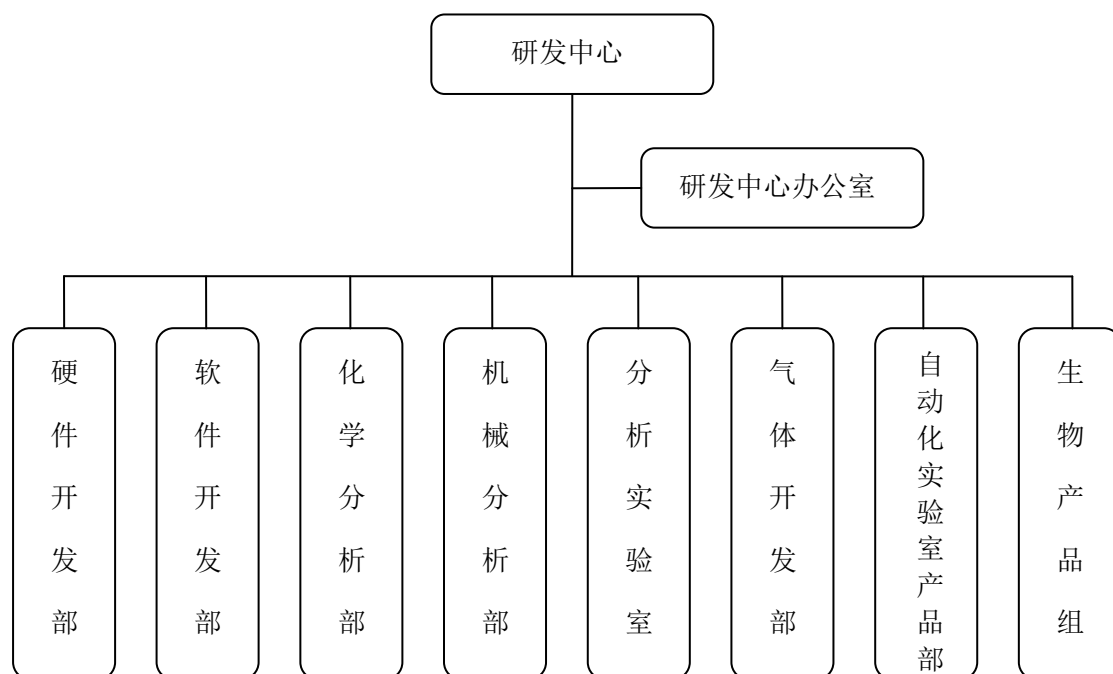 研发中心
研发中心办公室
硬件开发部
软件开发部
化学分析部
机械分析部
分析实验室
气体开发部
自动化实验室产品部
生物产品组